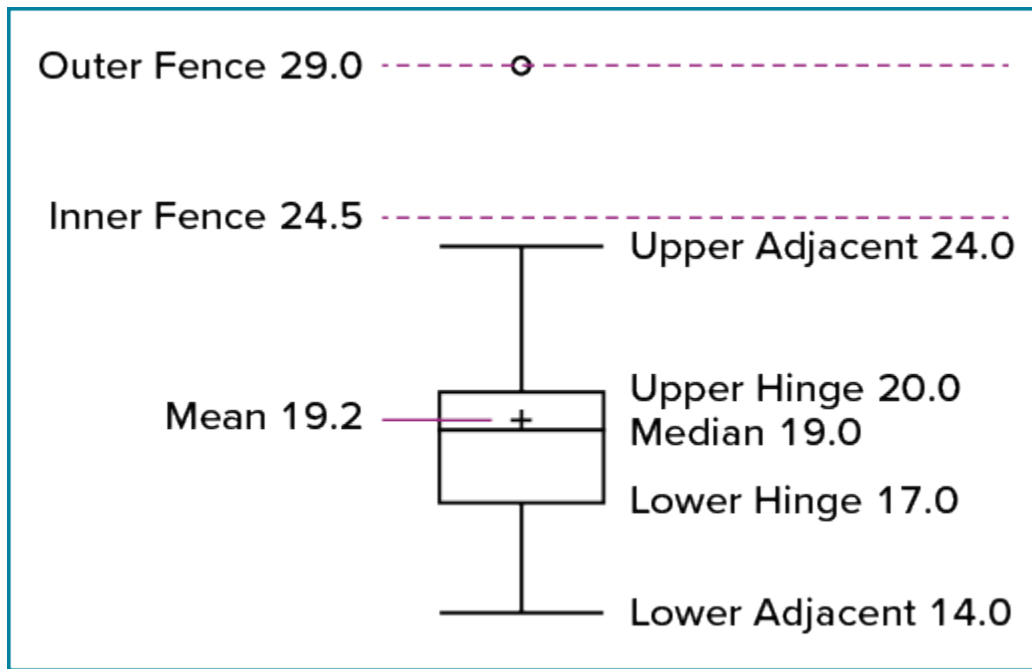 Outer Fence 29.0
Inner Fence 24.5
Upper Adjacent 24.0
Upper Hinge 20.0
Mean 19.2
Median 19.0
Lower Hinge 17.0
Lower Adjacent 14.0